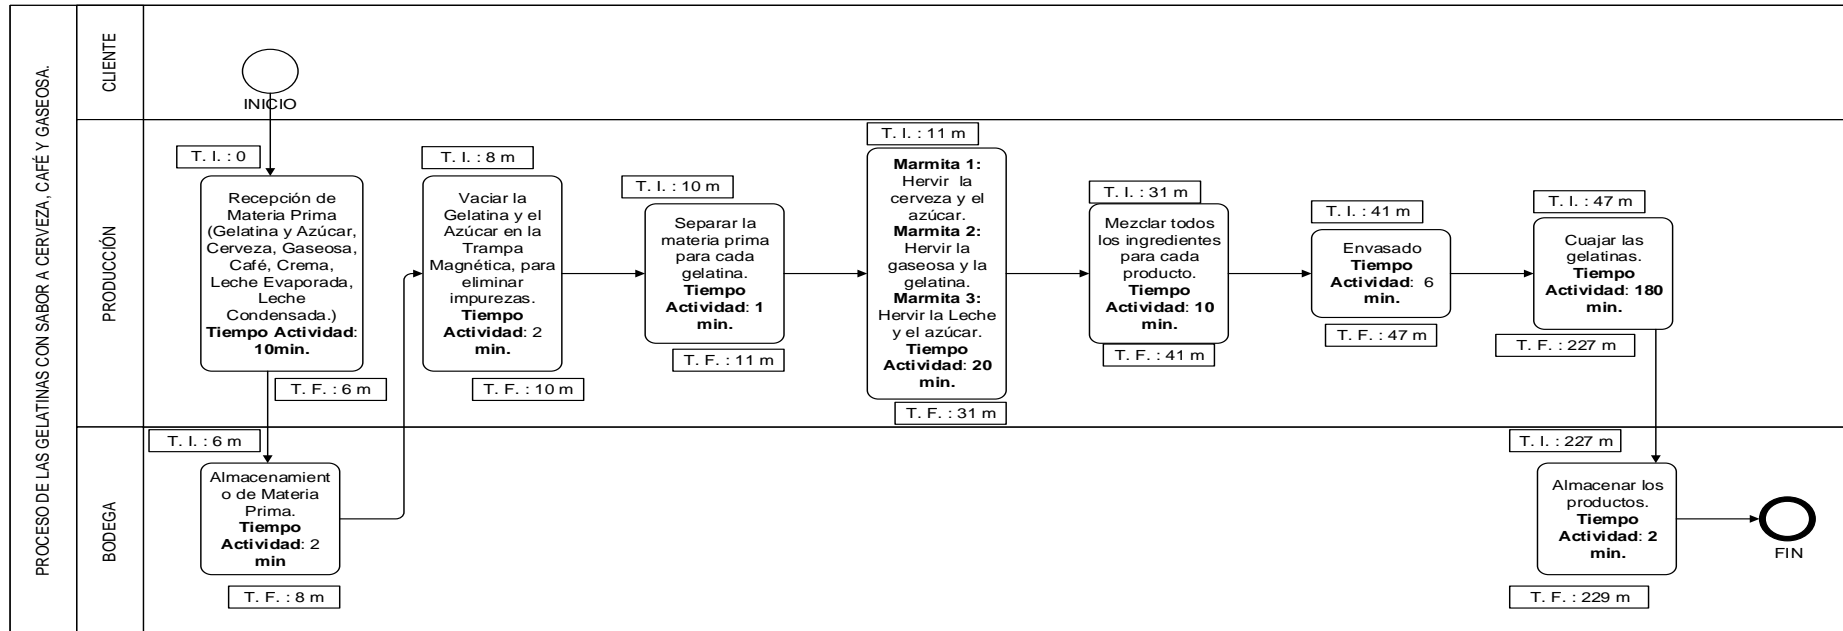 PROCESO DE LAS GELATINAS CON SABOR A CERVEZA, CAFÉ Y GASEOSA.
CLIENTE
INICIO
PRODUCCIÓN
T. I. : 0
Recepción de
Materia Prima
(Gelatina y Azúcar,
Cerveza, Gaseosa,
Café, Crema,
Leche Evaporada,
Leche
Condensada.)
Tiempo Actividad:
10min.
T. F. : 6 m
T. I. : 8 m
Vaciar la
Gelatina y el
Azúcar en la
Trampa
Magnética, para
eliminar
impurezas.
Tiempo
Actividad: 2
min.
T. F. : 10 m
T. I. : 10 m
Separar la
materia prima
para cada
gelatina.
Tiempo
Actividad: 1
min.
T. F. : 11 m
T. I. : 11 m
Marmita 1:
Hervir la
cerveza y el
azúcar.
Marmita 2:
Hervir la
gaseosa y la
gelatina.
Marmita 3:
Hervir la Leche
y el azúcar.
Tiempo
Actividad: 20
min.
T. F. : 31 m
T. I. : 31 m
Mezclar todos
los ingredientes
para cada
producto.
Tiempo
Actividad: 10
min.
T. F. : 41 m
T. I. : 41 m
Envasado
Tiempo
Actividad: 6
min.
T. F. : 47 m
T. I. : 47 m
Cuajar las
gelatinas.
Tiempo
Actividad: 180
min.
T. F. : 227 m
BODEGA
T. I. : 6 m
Almacenamient
o de Materia
Prima.
Tiempo
Actividad: 2
min
T. F. : 8 m
T. I. : 227 m
Almacenar los
productos.
Tiempo
Actividad: 2
min.
T. F. : 229 m
FIN